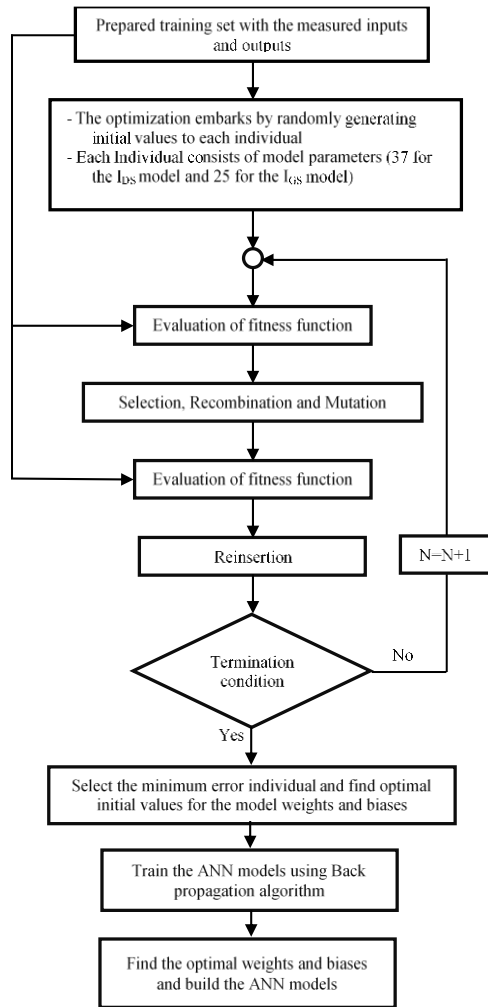 Prepared training set with the measured inputs
and outputs
- The optimization embarks by randomly generating
initial values to each individual
- Each Individual consists of model parameters (37 for
the IDS model and 25 for the IGS model)
Evaluation of fitness function
Selection, Recombination and Mutation
Evaluation of fitness function
Reinsertion
N=N+1
Termination
condition
No
Yes
Select the minimum error individual and find optimal
initial values for the model weights and biases
Train the ANN models using Back
propagation algorithm
Find the optimal weights and biases
and build the ANN models